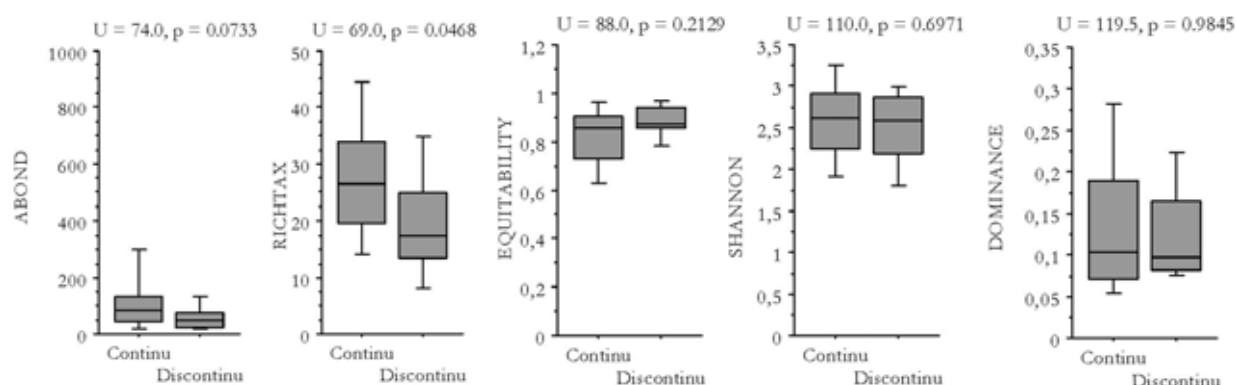 U = 74.0, p = 0.0733
1000
800
600
400
200
0
ABOND
Continu
Discontinu
U = 69.0, p = 0.0468
50
40
30
20
10
0
RICHTAX
Continu
Discontinu
U = 88.0, p = 0.2129
1,2
1
0,8
0,6
0,4
0,2
0
EQUITABILITY
Continu
Discontinu
U = 110.0, p = 0.6971
3,5
3
2,5
2
1,5
1
0,5
0
SHANNON
Continu
Discontinu
U = 119.5, p = 0.9845
0,35
0,3
0,25
0,2
0,15
0,1
0,05
0
DOMINANCE
Continu
Discontinu